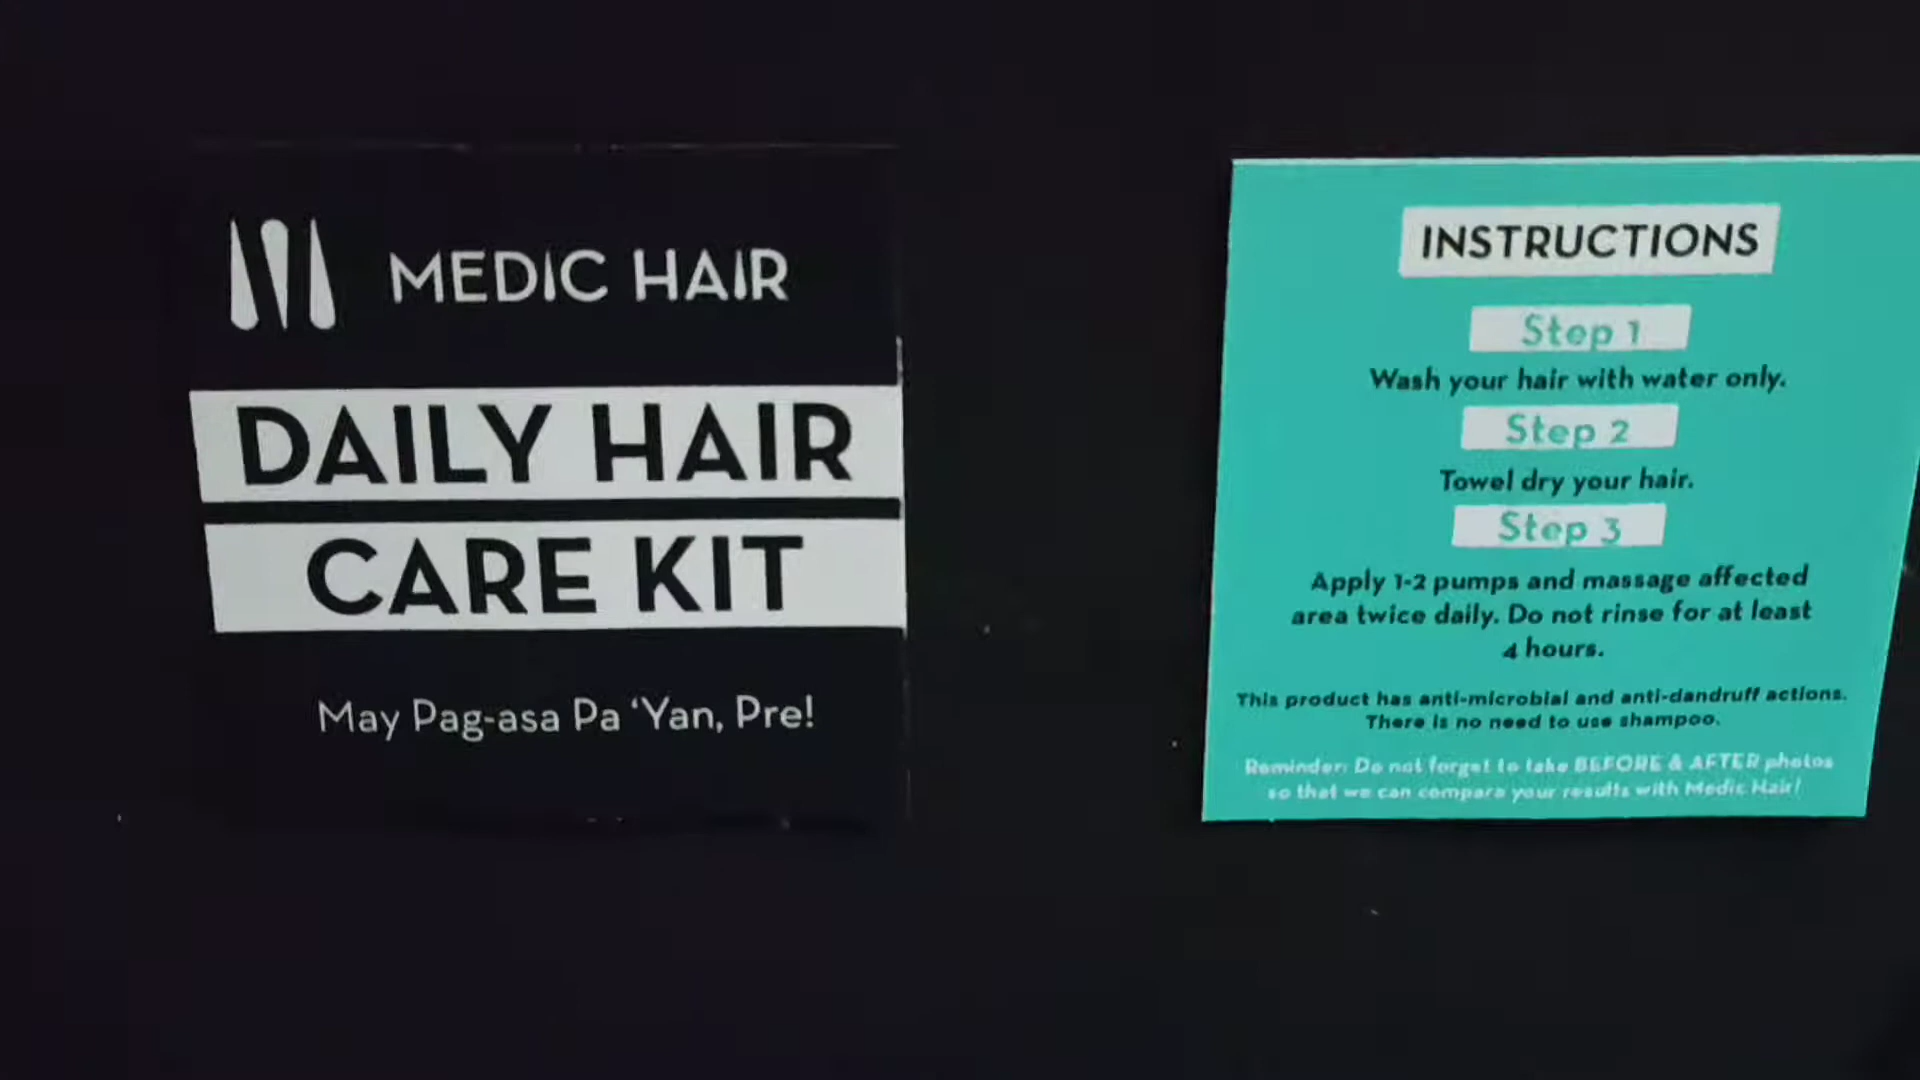 MEDIC HAIR
DAILY HAIR
CARE KIT
May Pag-asa Pa ‘Yan, Pre!
INSTRUCTIONS
Step 1
Wash your hair with water only.
Step 2
Towel dry your hair.
Step 3
Apply 1-2 pumps and massage affected
area twice daily. Do not rinse for at least
4 hours.
This product has anti-microbial and anti-dandruff actions.
There is no need to use shampoo.
Reminder: Do not forget to take BEFORE & AFTER photos
so that we can compare your results with Medic Hair!